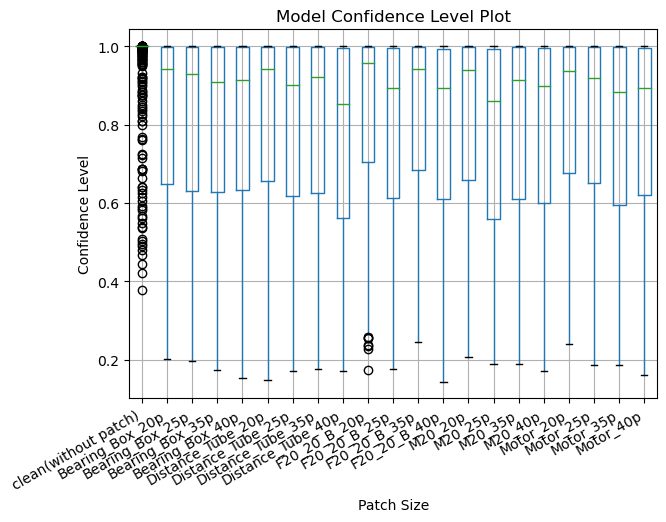 Model Confidence Level Plot
Confidence Level
1.0
0.8
0.6
0.4
0.2
clean(without patch)
Bearing_Box_20p
Bearing_Box_25p
Bearing_Box_35p
Bearing_Box_40p
Distance_Tube_20p
Distance_Tube_25p
Distance_Tube_35p
Distance_Tube_40p
F20_20_B_20p
F20_20_B_25p
F20_20_B_35p
F20_20_B_40p
M20_20p
M20_25p
M20_35p
M20_40p
Motor_20p
Motor_25p
Motor_35p
Motor_40p
Patch Size